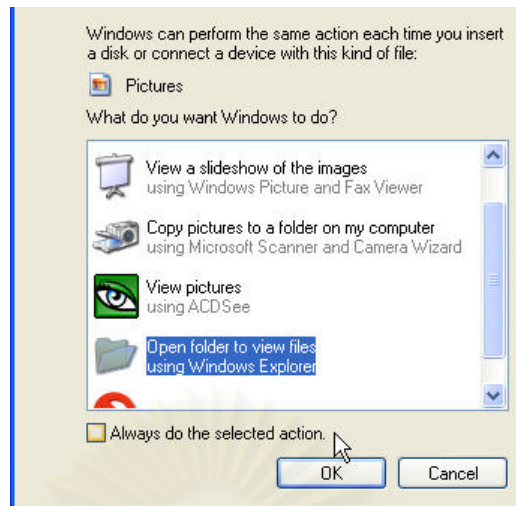 Windows can perform the same action each time you insert
a disk or connect a device with this kind of file:
Pictures
What do you want Windows to do?
View a slideshow of the images
using Windows Picture and Fax Viewer
Copy pictures to a folder on my computer
using Microsoft Scanner and Camera Wizard
View pictures
using ACDSee
Open folder to view files
using Windows Explorer
Always do the selected action.
OK
Cancel